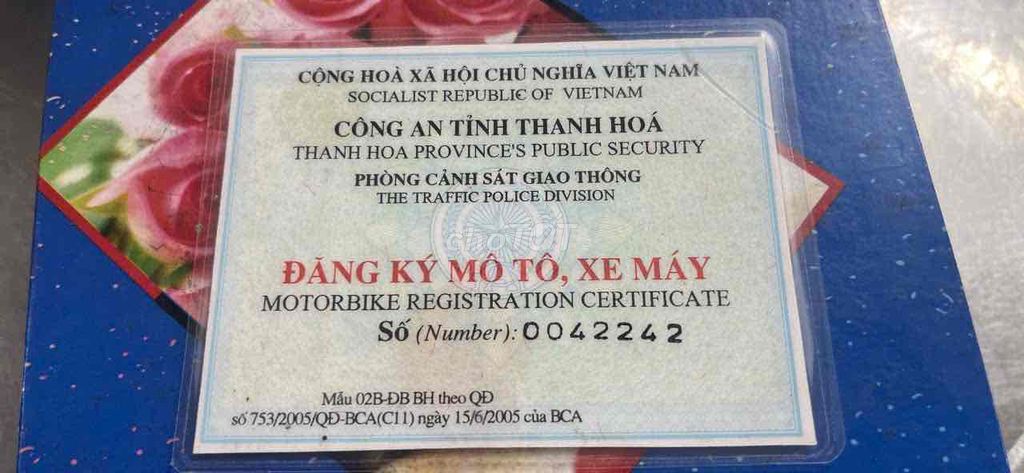 CỘNG HOÀ XÃ HỘI CHỦ NGHĨA VIỆT NAM
SOCIALIST REPUBLIC OF VIETNAM
CÔNG AN TỈNH THANH HOÁ
THANH HOA PROVINCE'S PUBLIC SECURITY
PHÒNG CẢNH SÁT GIAO THÔNG
THE TRAFFIC POLICE DIVISION
choTỐT
ĐĂNG KÝ MÔ TÔ, XE MÁY
MOTORBIKE REGISTRATION CERTIFICATE
Số (Number): 0042242
Mẫu 02B-ĐB BH theo QĐ
số 753/2005/QĐ-BCA(C11) ngày 15/6/2005 của BCA